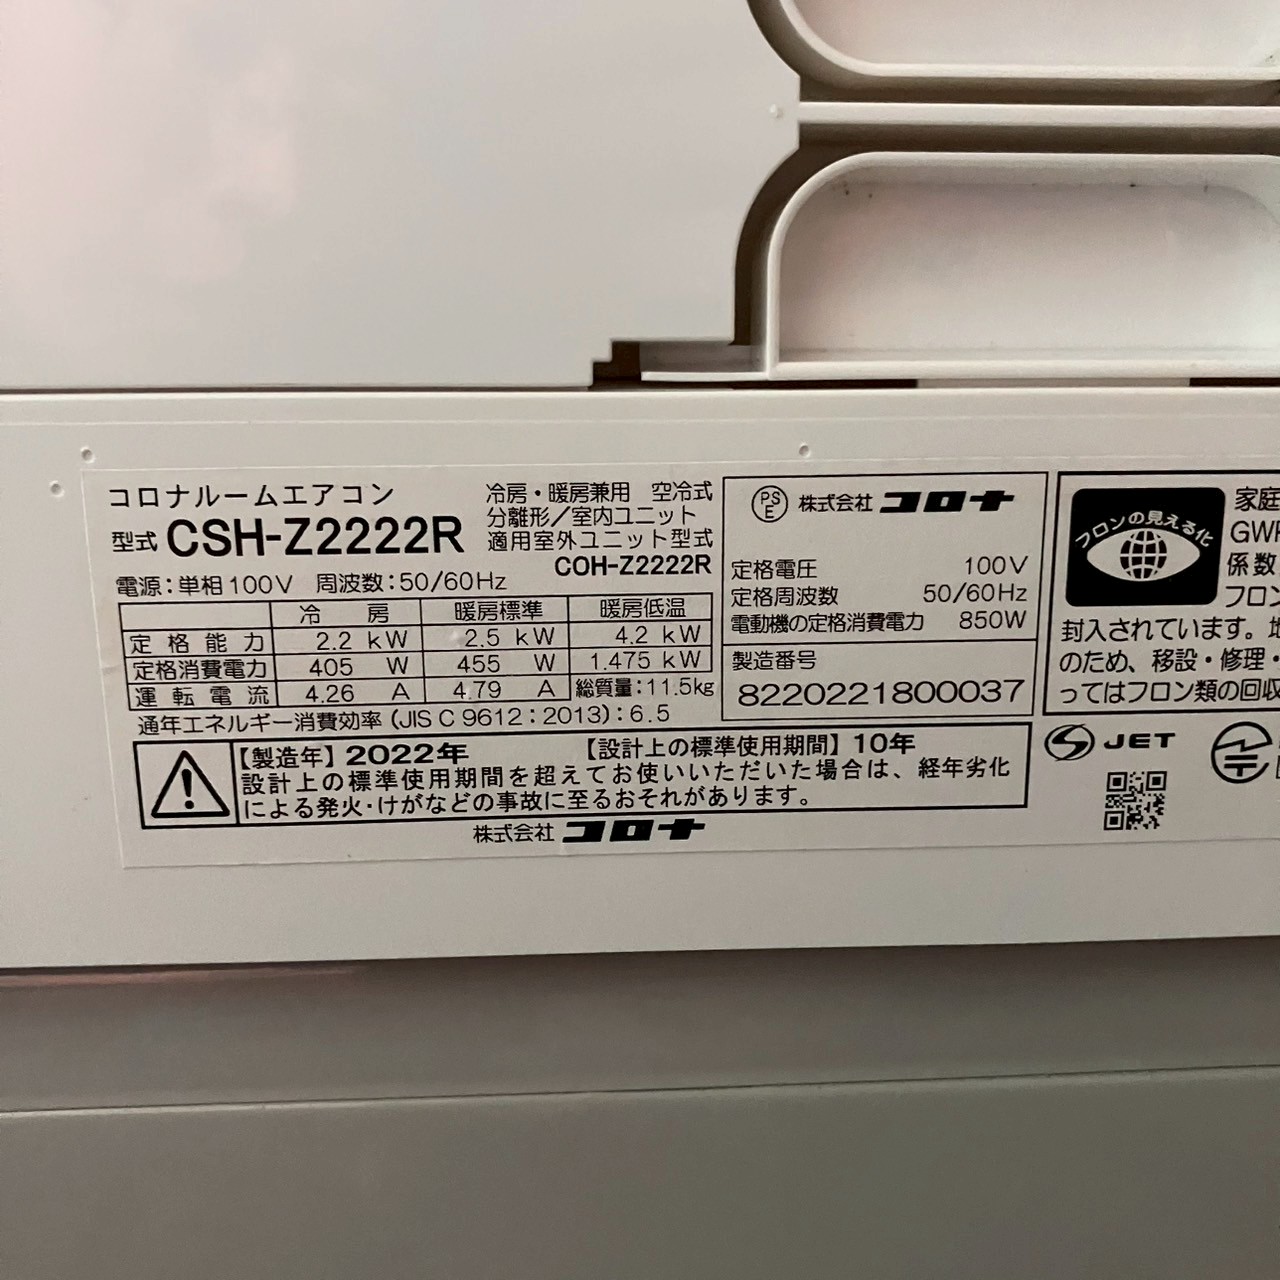 コロナルームエアコン
型式 CSH-Z2222R
冷房・暖房兼用 空冷式
分離形/室内ユニット
適用室外ユニット型式
COH-Z2222R
電源:単相100V 周波数:50/60Hz
冷房 暖房標準 暖房低温
定格能力 2.2 kW 2.5 kW 4.2 kW
定格消費電力 405 W 455 W 1.475 kW
運転電流 4.26 A 4.79 A 総質量:11.5kg
通年エネルギー消費効率(JIS C 9612:2013):6.5
PSE 株式会社コロナ
定格電圧 100V
定格周波数 50/60Hz
電動機の定格消費電力 850W
製造番号
8220221800037
フロンの見える化
家庭
GW
係数
フロン
封入されています。
のため、移設・修理・
ってはフロン類の回収
【製造年】2022年 【設計上の標準使用期間】10年
設計上の標準使用期間を超えてお使いいただいた場合は、経年劣化
による発火・けがなどの事故に至るおそれがあります。
株式会社コロナ
JET